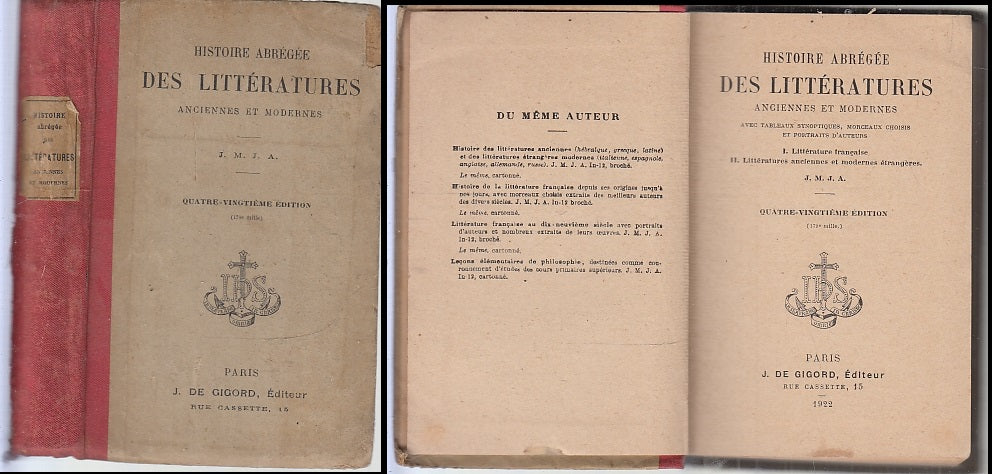 HISTOIRE
abrégée
DES
LITTÉRATURES
ANCIENNES
ET MODERNES
HISTOIRE ABRÉGÉE
DES LITTÉRATURES
ANCIENNES ET MODERNES
J. M. J. A.
QUATRE-VINGTIÈME ÉDITION
PARIS
J. DE GIGORD, Éditeur
RUE CASSETTE, 15
DU MÊME AUTEUR
Histoire des littératures anciennes (hébraïque, grecque, latine)
et des littératures étrangères modernes (italienne, espagnole,
anglaise, allemande, russe). J. M. J. A. In-12, broché.
Le même, cartonné.
Histoire de la littérature française depuis ses origines jusqu'à
nos jours, avec morceaux choisis extraits des meilleurs auteurs
des divers siècles. J. M. J. A. In-12 broché.
Le même, cartonné.
Littérature française au dix-neuvième siècle avec portraits
d'auteurs et nombreux extraits de leurs œuvres. J. M. J. A.
In-12, broché.
Le même, cartonné.
Leçons élémentaires de philosophie, destinées comme cou-
ronnement d'études des cours primaires supérieurs. J. M. J. A.
In-12, cartonné.
HISTOIRE ABRÉGÉE
DES LITTÉRATURES
ANCIENNES ET MODERNES
AVEC TABLEAUX SYNOPTIQUES, MORCEAUX CHOISIS
ET PORTRAITS D'AUTEURS
I. Littérature française
II. Littératures anciennes et modernes étrangères.
J. M. J. A.
QUATRE-VINGTIÈME ÉDITION
IHS
PARIS
J. DE GIGORD, Éditeur
RUE CASSETTE, 15
1922